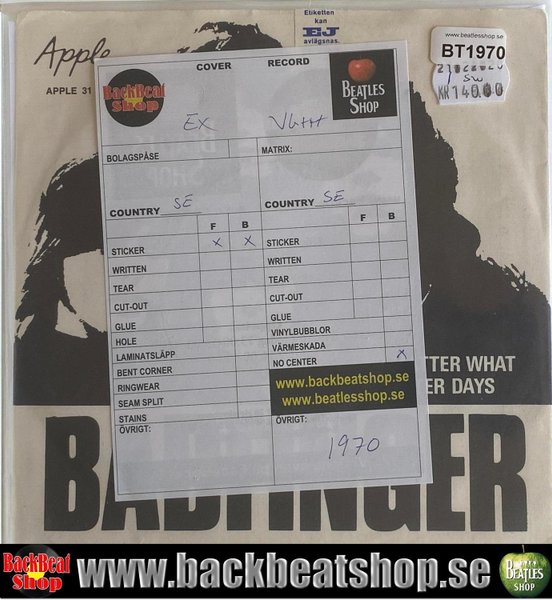 Apple
APPLE 31
Etiketten
kan
EJ
avlägsnas.
www.beatlesshop.se
BT1970
SW
KR 140.00
BackBeat
Shop
COVER
RECORD
BEATLES
SHOP
EX
VG+++
BOLAGSPÅSE
MATRIX:
COUNTRY SE
COUNTRY SE
F B
F B
STICKER X X
STICKER
WRITTEN
WRITTEN
TEAR
TEAR
CUT-OUT
CUT-OUT
GLUE
GLUE
HOLE
VINYLBUBBLOR
LAMINATSLÄPP
VÄRMESKADA
BENT CORNER
NO CENTER X
RINGWEAR
www.backbeatshop.se
SEAM SPLIT
www.beatlesshop.se
STAINS
ÖVRIGT:
ÖVRIGT:
1970
TTER WHAT
ER DAYS
BADFINGER
BackBeat
Shop
www.backbeatshop.se
BEATLES
SHOP